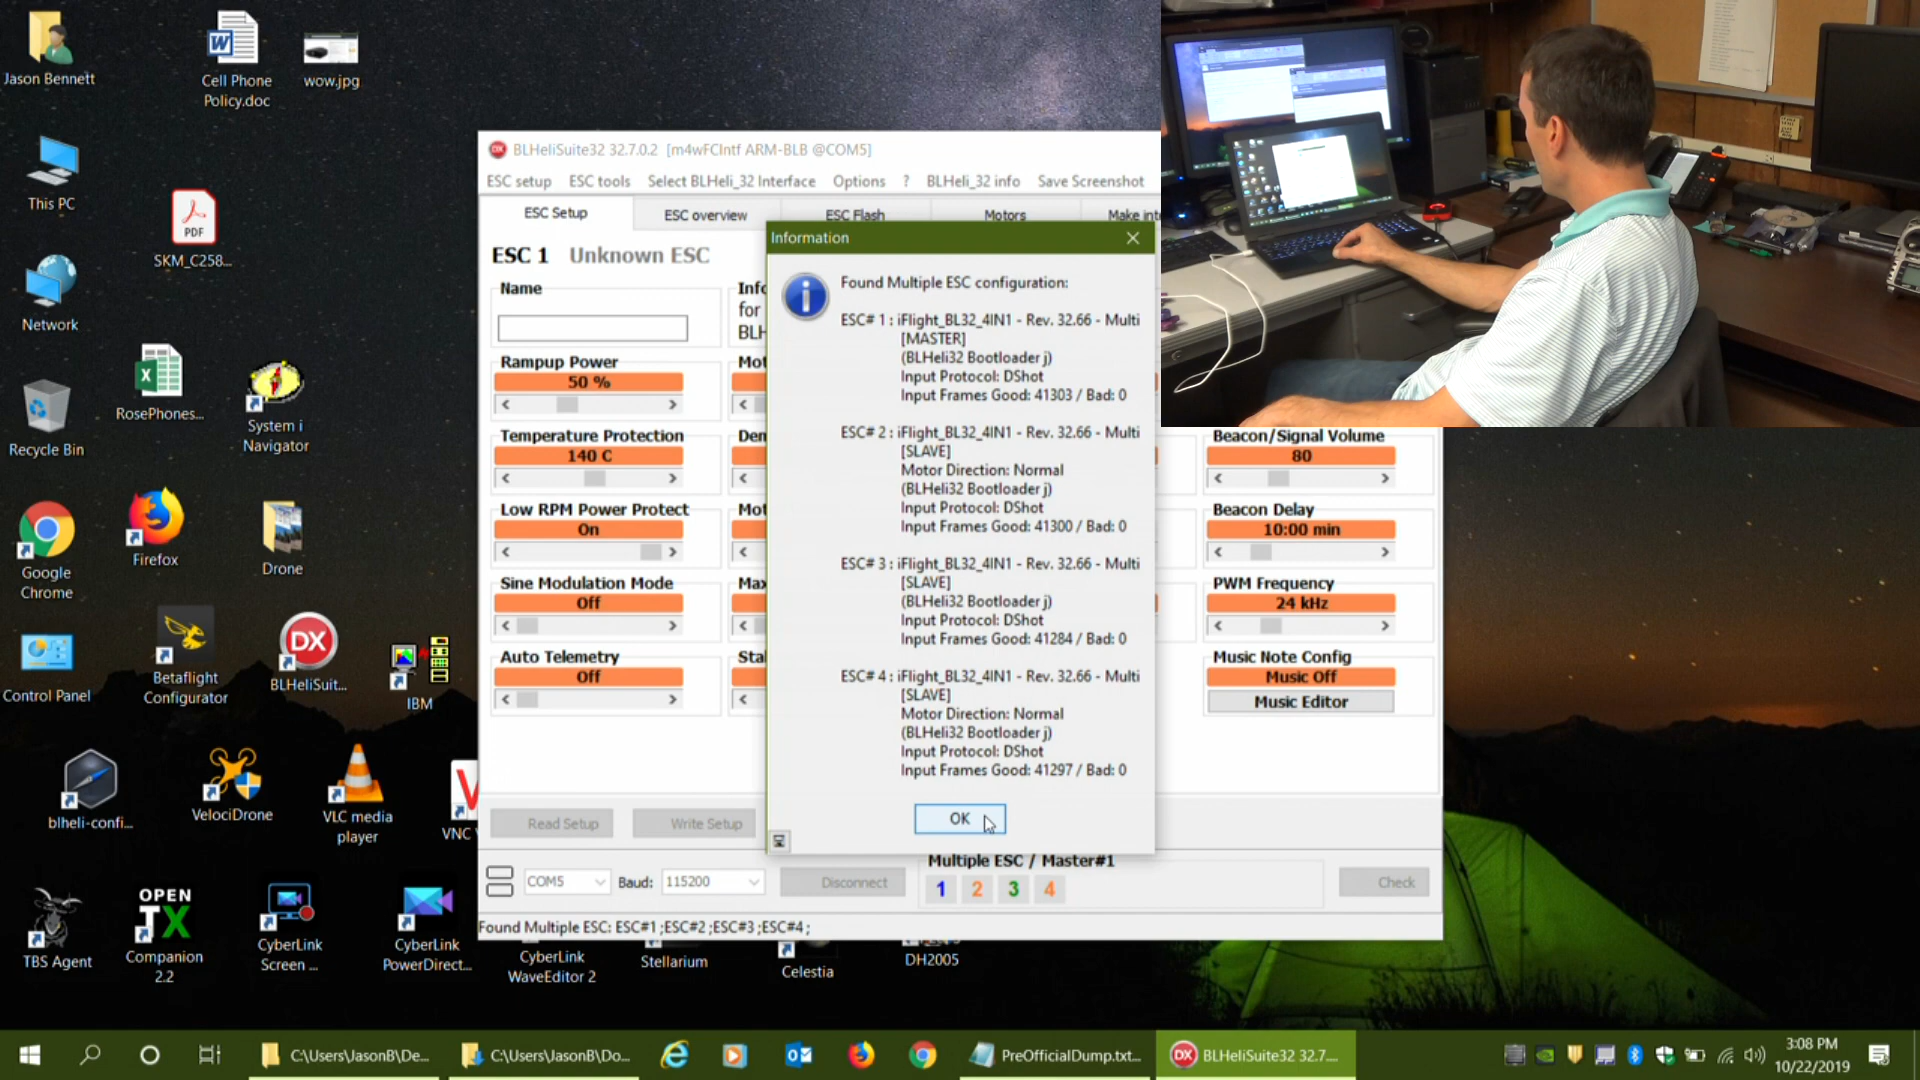 Jason Bennett
Cell Phone
Policy.doc
wow.jpg
This PC
PDF
SKM_C258...
Network
RosePhones...
System i
Navigator
Recycle Bin
Firefox
Drone
Google
Chrome
Control Panel
Betaflight
Configurator
DX
BLHeliSuit...
IBM
blheli-confi...
VelociDrone
VLC media
player
VNC
TBS Agent
OPEN
TX
Companion
2.2
CyberLink
Screen ...
CyberLink
PowerDirect...
CyberLink
WaveEditor 2
Stellarium
Celestia
DH2005
BLHeliSuite32 32.7.0.2 [m4wFCIntf ARM-BLB @COM5]
ESC setup ESC tools Select BLHeli_32 Interface Options ? BLHeli_32 info Save Screenshot
ESC Setup ESC overview ESC Flash Motors Make int
ESC 1 Unknown ESC
Name
Info
for
BLH
Rampup Power
50 %
Temperature Protection
140 C
Low RPM Power Protect
On
Sine Modulation Mode
Off
Auto Telemetry
Off
Mot
Dem
Mot
Max
Stal
Information
Found Multiple ESC configuration:
ESC# 1 : iFlight_BL32_4IN1 - Rev. 32.66 - Multi
[MASTER]
(BLHeli32 Bootloader j)
Input Protocol: DShot
Input Frames Good: 41303 / Bad: 0
ESC# 2 : iFlight_BL32_4IN1 - Rev. 32.66 - Multi
[SLAVE]
Motor Direction: Normal
(BLHeli32 Bootloader j)
Input Protocol: DShot
Input Frames Good: 41300 / Bad: 0
ESC# 3 : iFlight_BL32_4IN1 - Rev. 32.66 - Multi
[SLAVE]
(BLHeli32 Bootloader j)
Input Protocol: DShot
Input Frames Good: 41284 / Bad: 0
ESC# 4 : iFlight_BL32_4IN1 - Rev. 32.66 - Multi
[SLAVE]
Motor Direction: Normal
(BLHeli32 Bootloader j)
Input Protocol: DShot
Input Frames Good: 41297 / Bad: 0
OK
Beacon/Signal Volume
80
Beacon Delay
10:00 min
PWM Frequency
24 kHz
Music Note Config
Music Off
Music Editor
Read Setup
Write Setup
COM5
Baud: 115200
Disconnect
Multiple ESC / Master#1
1 2 3 4
Check
Found Multiple ESC: ESC#1 ;ESC#2 ;ESC#3 ;ESC#4 ;
C:\Users\JasonB\De...
C:\Users\JasonB\Do...
PreOfficialDump.txt...
DX BLHeliSuite32 32.7....
3:08 PM
10/22/2019